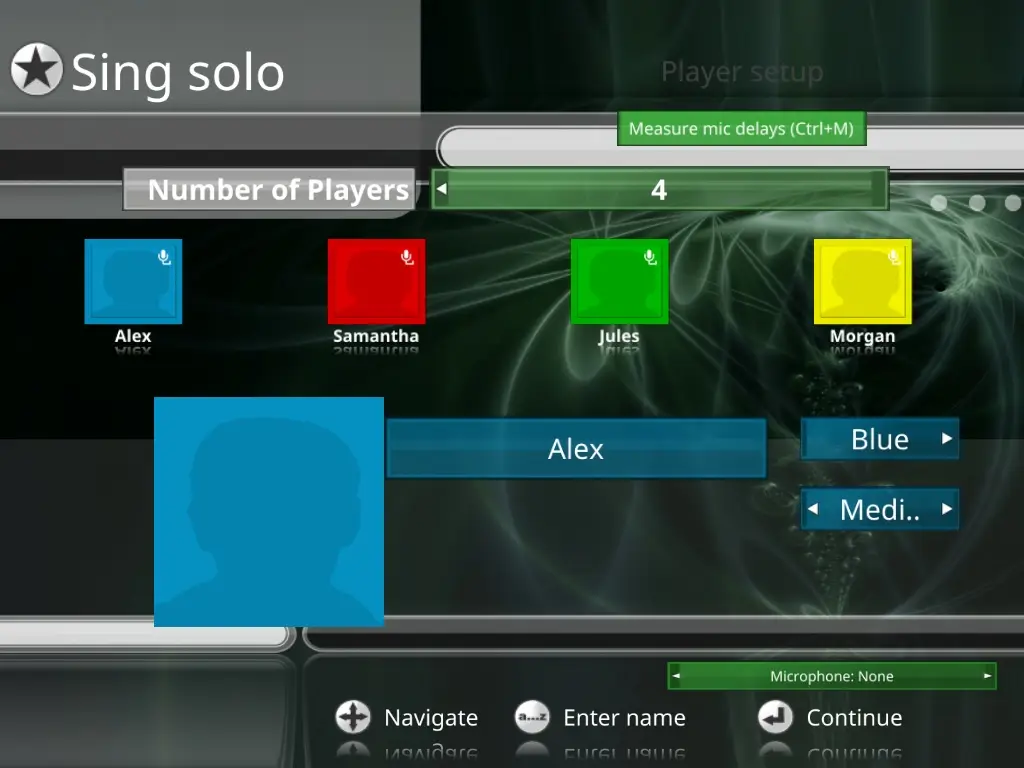 Sing solo
Player setup
Measure mic delays (Ctrl+M)
Number of Players
4
Alex
Samantha
Jules
Morgan
Alex
Blue
Medi..
Microphone: None
Navigate
a...z
Enter name
Continue